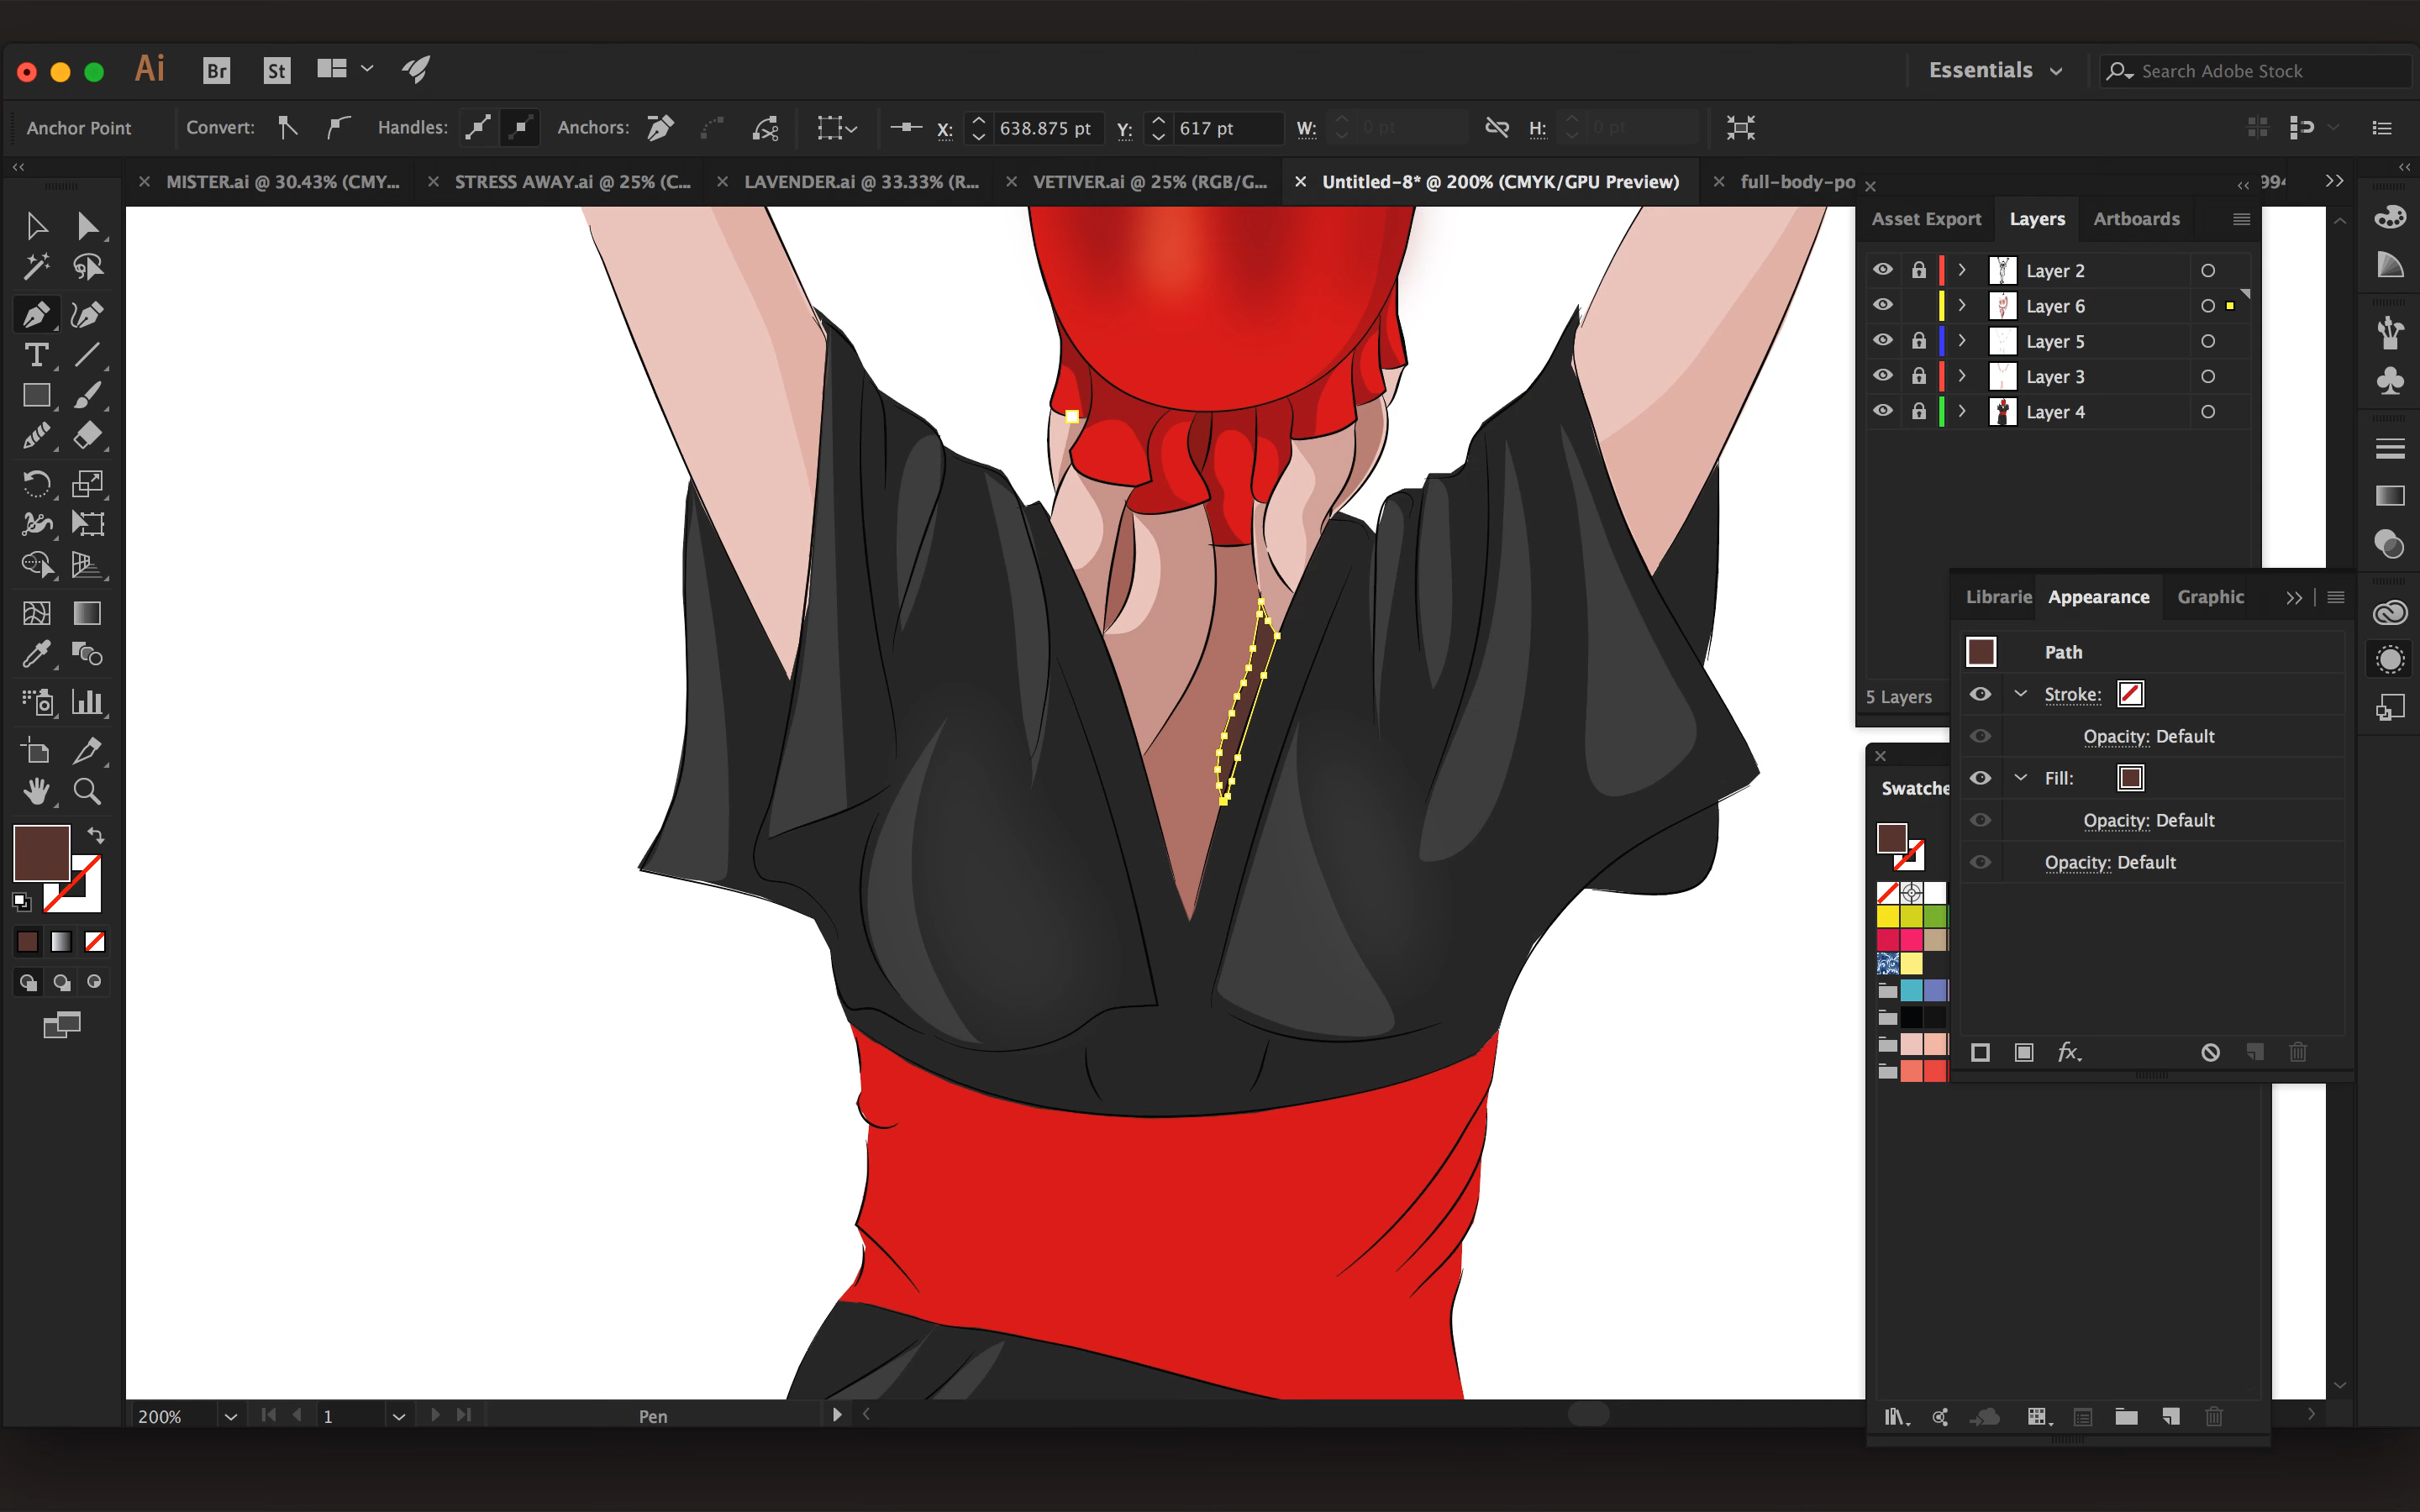 Ai Br St Essentials Search Adobe Stock
Anchor Point Convert: Handles: Anchors: X: 638.875 pt Y: 617 pt W: 0 pt H: 0 pt
MISTER.ai @ 30.43% (CMY... STRESS AWAY.ai @ 25% (C... LAVENDER.ai @ 33.33% (R... VETIVER.ai @ 25% (RGB/G... Untitled-8* @ 200% (CMYK/GPU Preview) full-body-po
Asset Export Layers Artboards
Layer 2
Layer 6
Layer 5
Layer 3
Layer 4
5 Layers
Librarie Appearance Graphic
Path
Stroke:
Opacity: Default
Fill:
Opacity: Default
Opacity: Default
fx
Swatche
200% 1 Pen